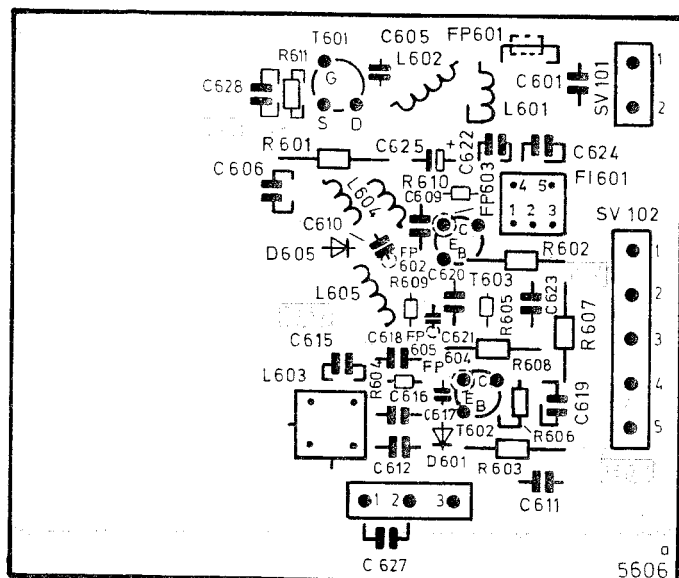 T601
C605
FP601
R611
L602
C628
G
C601
SV101
1
S
D
L601
2
R601
C625
+
C622
C624
C606
R610
FP603
FI601
L604
C609
4 5
SV 102
C610
C
1 2 3
D605
E
R602
1
FP
602
B
C620
T603
L605
R609
C623
2
R605
R607
C615
C618
FP
605
C621
3
604
L603
R604
FP
R608
C616
C
4
E
C619
C617
B
T602
R606
5
C612
D601
R603
C611
1 2 3
C 627
a
5606